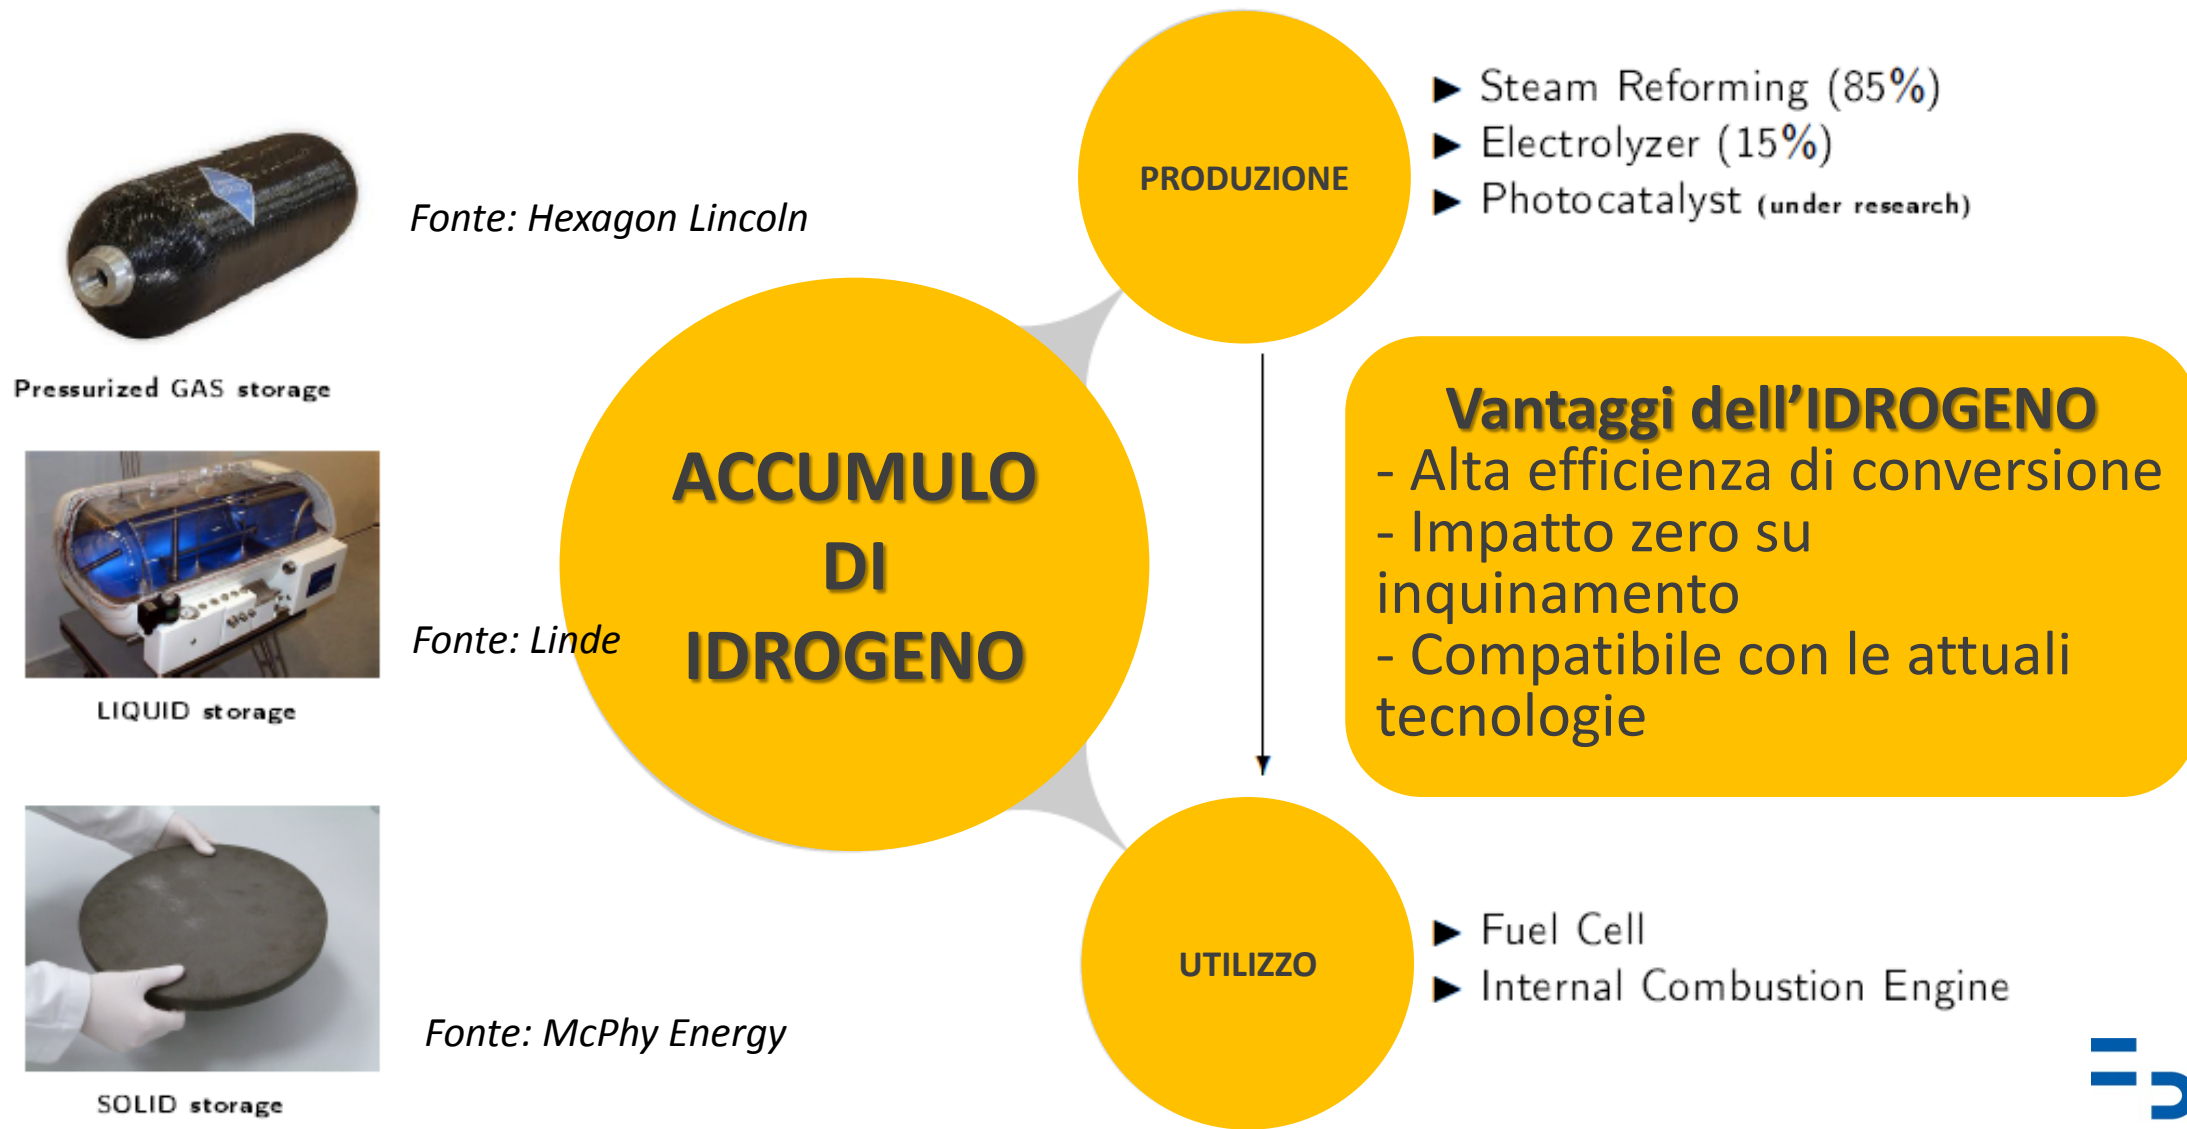 PRODUZIONE
► Steam Reforming (85%)
► Electrolyzer (15%)
► Photocatalyst (under research)
Fonte: Hexagon Lincoln
Pressurized GAS storage
ACCUMULO
DI
IDROGENO
Vantaggi dell’IDROGENO
- Alta efficienza di conversione
- Impatto zero su
inquinamento
- Compatibile con le attuali
tecnologie
Fonte: Linde
LIQUID storage
UTILIZZO
► Fuel Cell
► Internal Combustion Engine
Fonte: McPhy Energy
SOLID storage